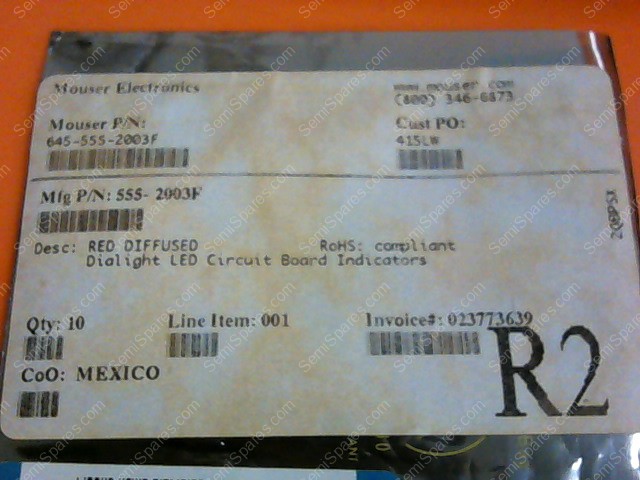 Mouser Electronics
www.mouser.com
(800) 346-6873
Mouser P/N:
645-555-2003F
Cust PO:
415LW
Mfg P/N: 555- 2003F
Desc: RED DIFFUSED
RoHS: compliant
Dialight LED Circuit Board Indicators
Qty: 10
Line Item: 001
Invoice#: 023773639
CoO: MEXICO
R2
SemiSpares.com